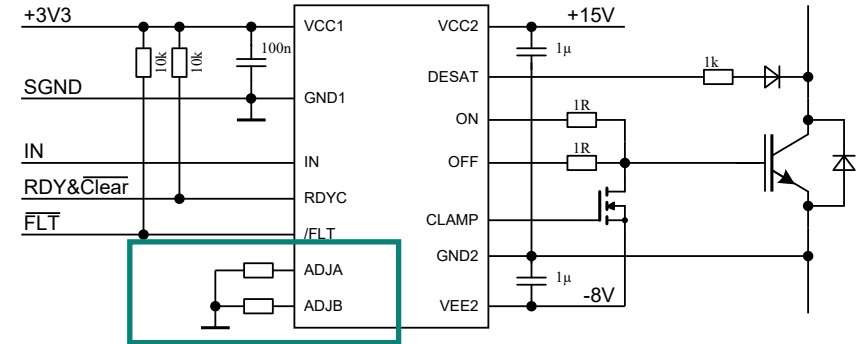 +3V3
VCC1
VCC2
+15V
100n
1µ
10k
10k
DESAT
1k
SGND
GND1
ON
1R
IN
IN
OFF
1R
RDY&Clear
RDYC
FLT
/FLT
CLAMP
GND2
ADJA
1µ
-8V
ADJB
VEE2